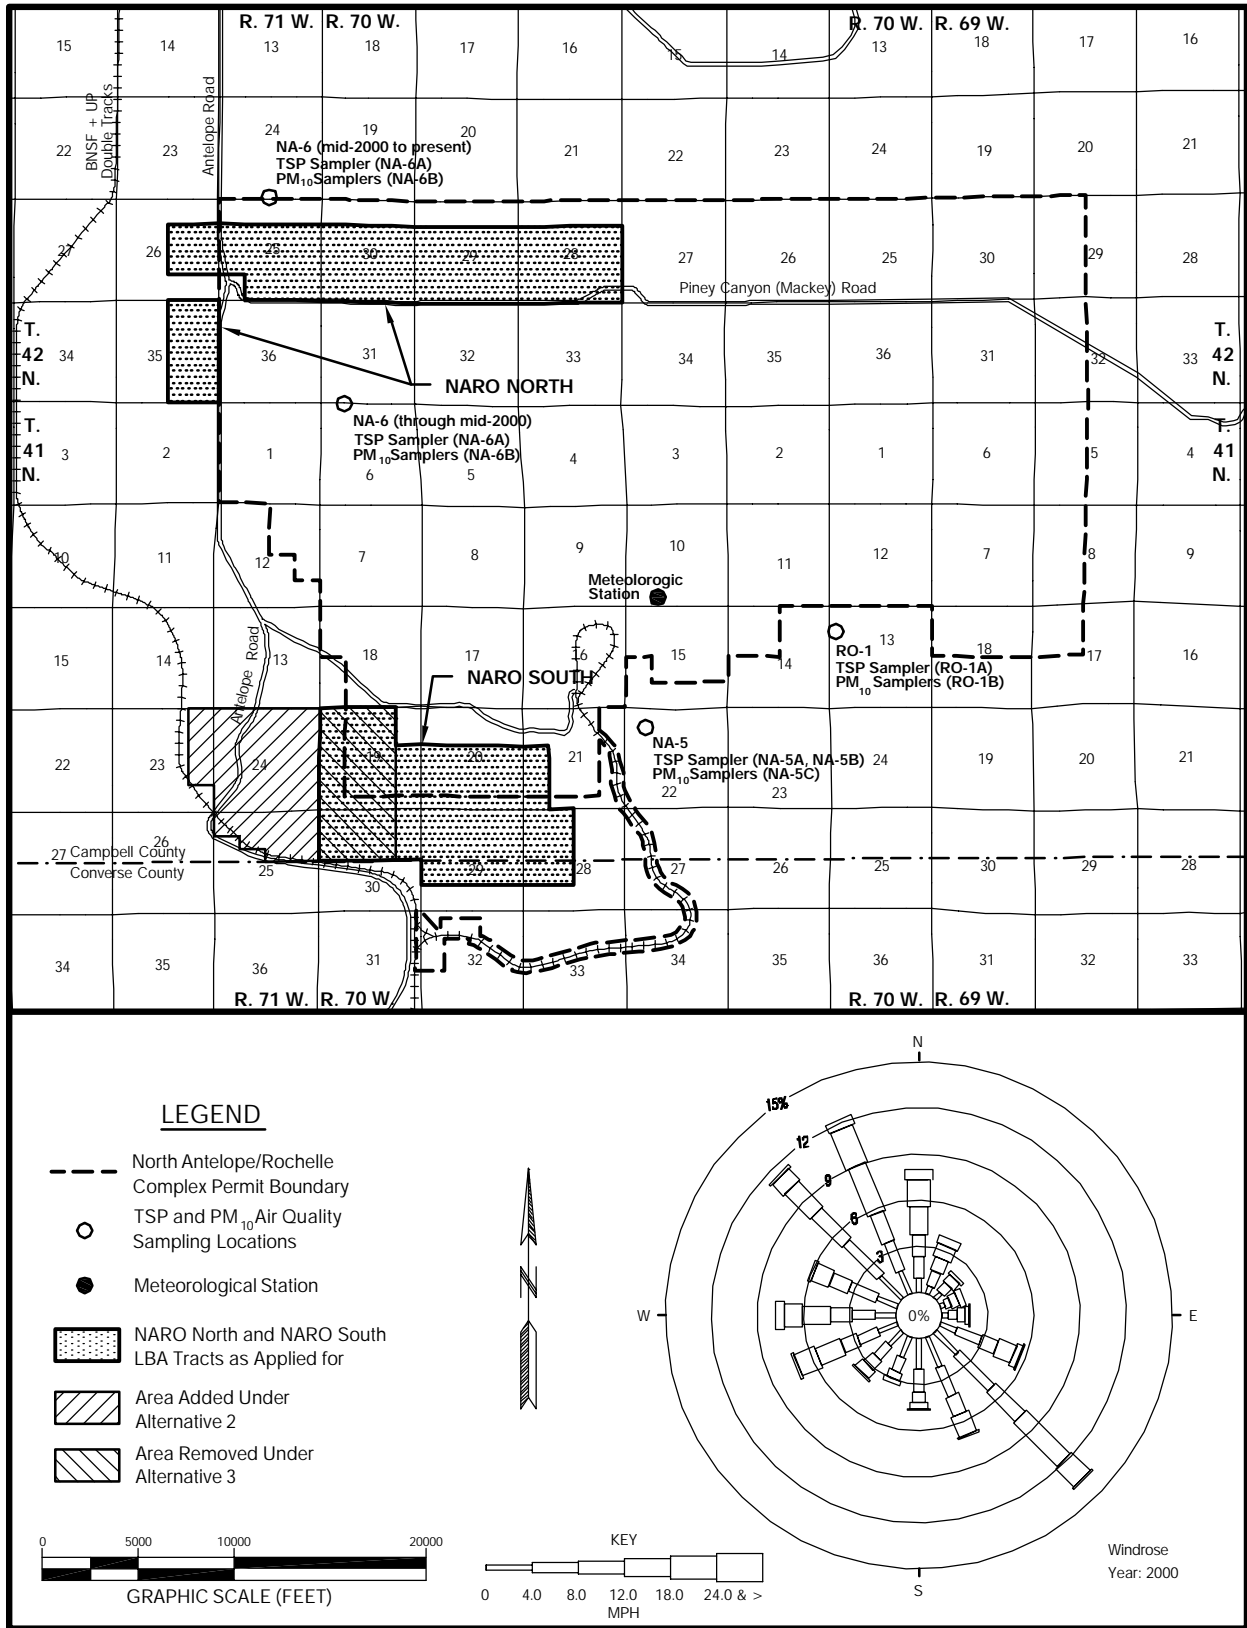 R. 71 W. R. 70 W.
R. 70 W. R. 69 W.
15 14 13 18 17 16 15 14 13 18 17 16
BNSF + UP
Double Tracks
Antelope Road
22 23 24 19 20 21 22 23 24 19 20 21
NA-6 (mid-2000 to present)
TSP Sampler (NA-6A)
PM10 Samplers (NA-6B)
27 26 25 30 29 28 27 26 25 30 29 28
Piney Canyon (Mackey) Road
T.
42
N.
34 35 36 31 32 33 34 35 36 31 32 33
T.
42
N.
NARO NORTH
NA-6 (through mid-2000)
TSP Sampler (NA-6A)
PM10 Samplers (NA-6B)
T.
41
N.
3 2 1 6 5 4 3 2 1 6 5 4
T.
41
N.
10 11 12 7 8 9 10 11 12 7 8 9
Meteolorogic
Station
15 14 13 18 17 16 15 14 13 18 17 16
Antelope Road
NARO SOUTH
RO-1
TSP Sampler (RO-1A)
PM10 Samplers (RO-1B)
NA-5
TSP Sampler (NA-5A, NA-5B)
PM10 Samplers (NA-5C)
22 23 24 19 20 21 22 23 24 19 20 21
27 26 25 30 29 28 27 26 25 30 29 28
Campbell County
Converse County
34 35 36 31 32 33 34 35 36 31 32 33
R. 71 W. R. 70 W.
R. 70 W. R. 69 W.
LEGEND
North Antelope/Rochelle
Complex Permit Boundary
TSP and PM10 Air Quality
Sampling Locations
Meteorological Station
NARO North and NARO South
LBA Tracts as Applied for
Area Added Under
Alternative 2
Area Removed Under
Alternative 3
0 5000 10000 20000
GRAPHIC SCALE (FEET)
N
N
15%
12
9
6
3
0%
W
E
S
KEY
0 4.0 8.0 12.0 18.0 24.0 & >
MPH
Windrose
Year: 2000